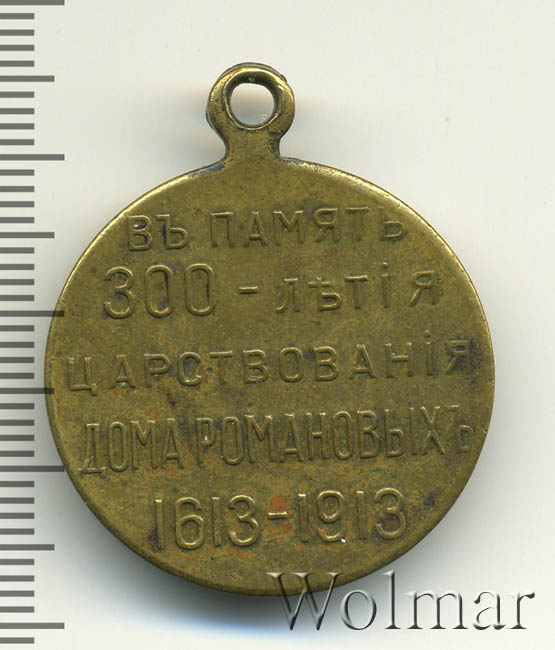 ВЪ ПАМЯТЬ
300-ЛѢТІЯ
ЦАРСТВОВАНІЯ
ДОМА РОМАНОВЫХЪ
1613-1913
Wolmar